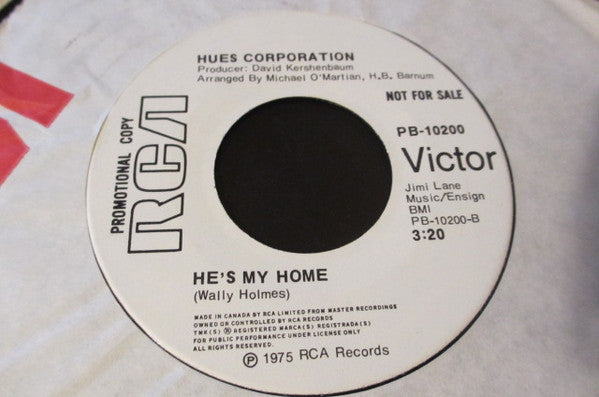 HUES CORPORATION
Producer: David Kershenbaum
Arranged By Michael O'Martian, H.B. Barnum
NOT FOR SALE
PROMOTIONAL COPY
RCA
PB-10200
Victor
Jimi Lane
Music/Ensign
BMI
PB-10200-B
3:20
HE'S MY HOME
(Wally Holmes)
MADE IN CANADA BY RCA LIMITED FROM MASTER RECORDINGS
OWNED OR CONTROLLED BY RCA RECORDS
TMK(S) ® REGISTERED MARCA(S) REGISTRADA(S)
FOR PUBLIC PERFORMANCE UNDER LICENSE ONLY
ALL RIGHTS RESERVED.
Ⓟ 1975 RCA Records